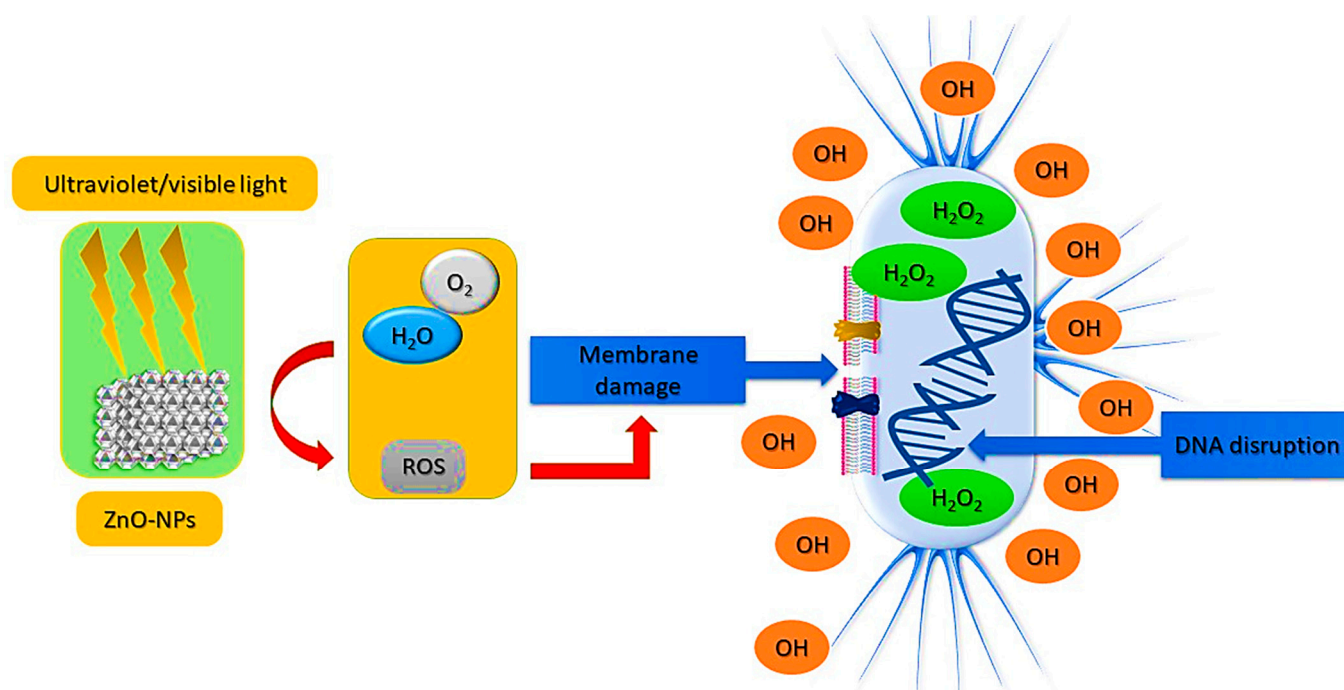 Ultraviolet/visible light
ZnO-NPs
O₂
H₂O
ROS
Membrane
damage
OH
OH
OH
OH
OH
OH
OH
OH
OH
OH
OH
OH
OH
H₂O₂
H₂O₂
H₂O₂
DNA disruption